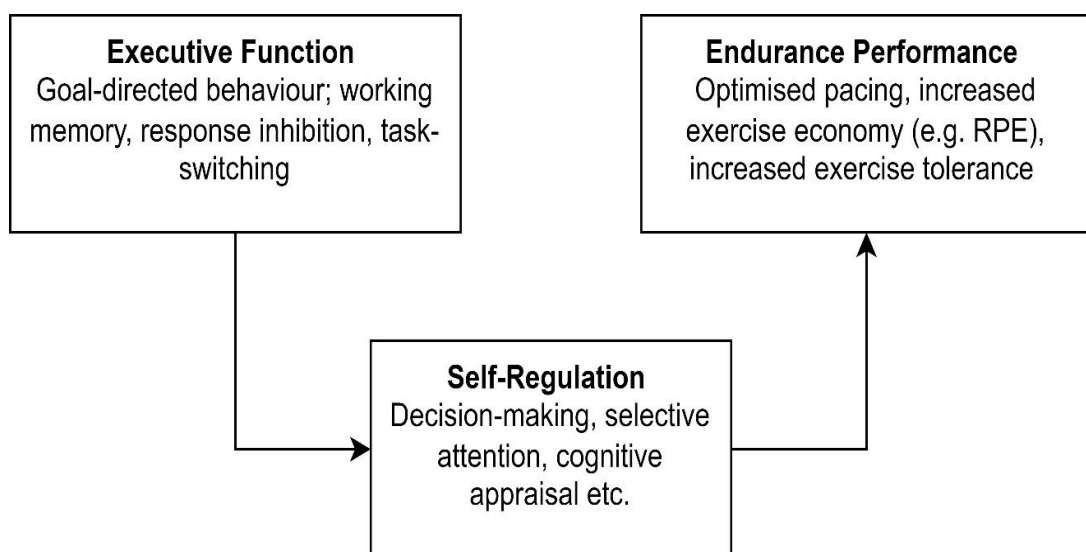 Executive Function
Goal-directed behaviour; working
memory, response inhibition, task-
switching
Endurance Performance
Optimised pacing, increased
exercise economy (e.g. RPE),
increased exercise tolerance
Self-Regulation
Decision-making, selective
attention, cognitive
appraisal etc.